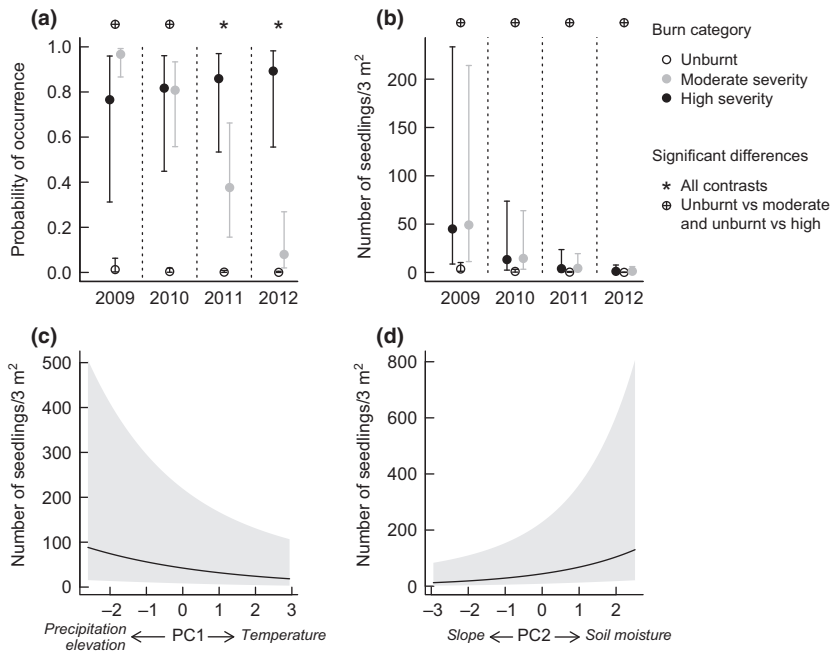 (a)
Probability of occurrence
1.0
0.8
0.6
0.4
0.2
0.0
2009 2010 2011 2012
* *
(b)
Number of seedlings/3 m²
200
150
100
50
0
2009 2010 2011 2012
Burn category
Unburnt
Moderate severity
High severity
Significant differences
* All contrasts
⊕ Unburnt vs moderate
and unburnt vs high
(c)
Number of seedlings/3 m²
500
400
300
200
100
0
−2 −1 0 1 2 3
Precipitation
elevation ← PC1 → Temperature
(d)
Number of seedlings/3 m²
800
600
400
200
0
−3 −2 −1 0 1 2
Slope ← PC2 → Soil moisture